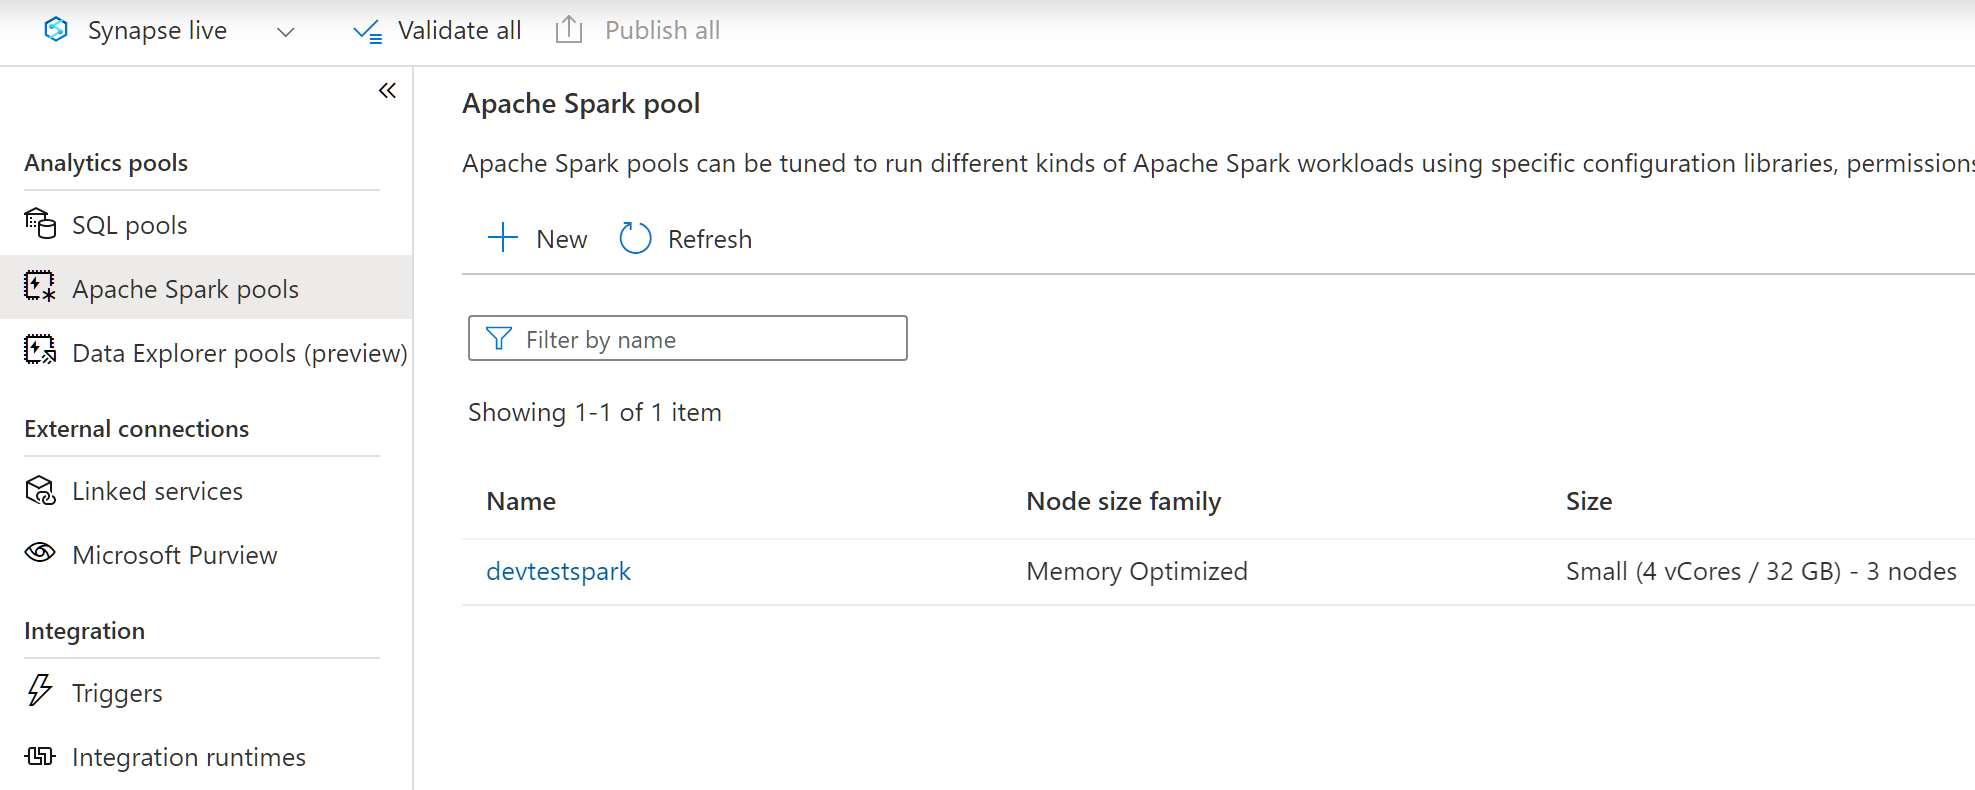 Synapse live
Validate all
Publish all
Analytics pools
SQL pools
Apache Spark pools
Data Explorer pools (preview)
External connections
Linked services
Microsoft Purview
Integration
Triggers
Integration runtimes
Apache Spark pool
Apache Spark pools can be tuned to run different kinds of Apache Spark workloads using specific configuration libraries, permissions
New
Refresh
Filter by name
Showing 1-1 of 1 item
Name Node size family Size
devtestspark Memory Optimized Small (4 vCores / 32 GB) - 3 nodes